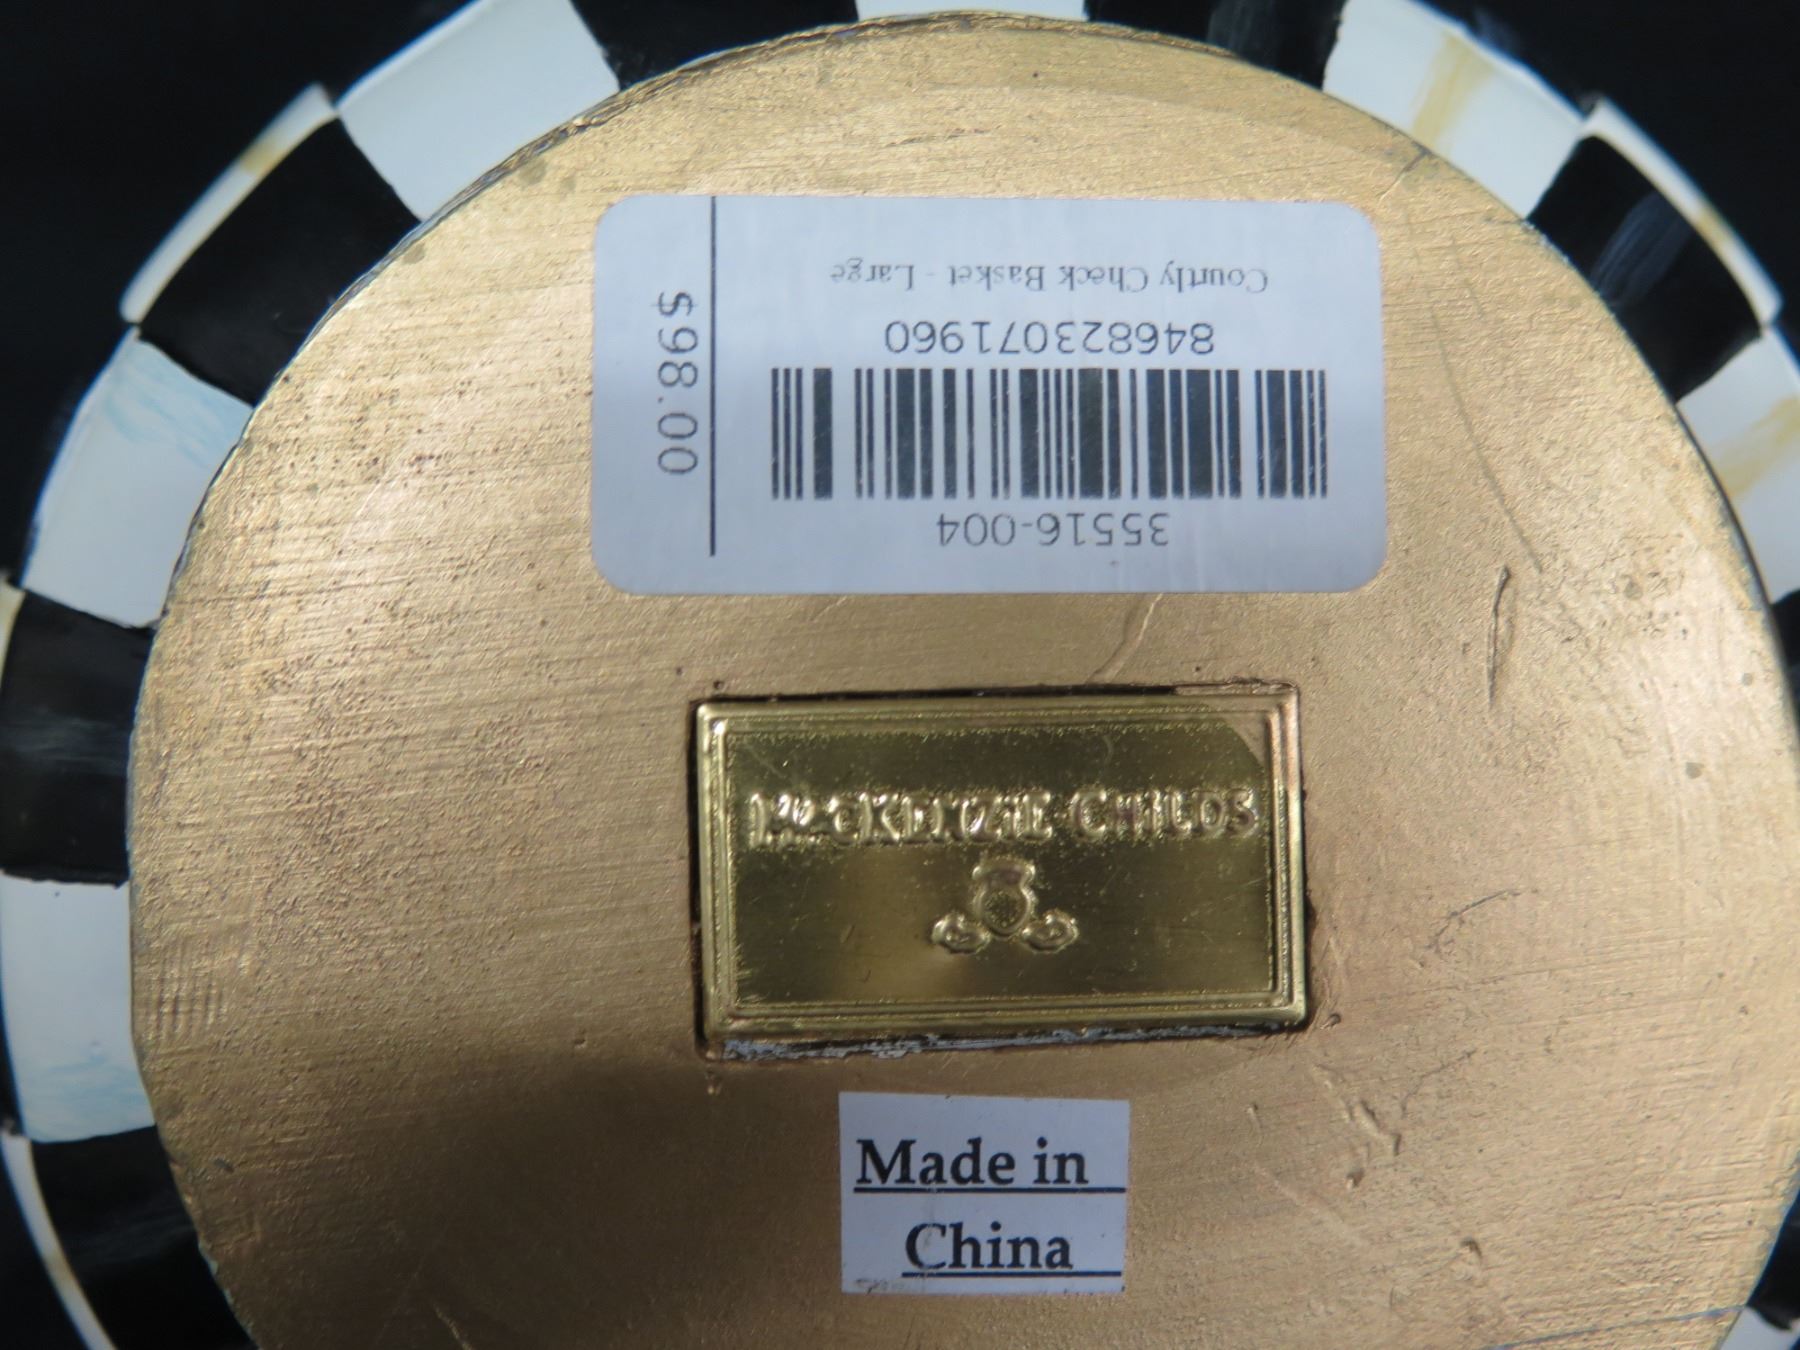 Courtly Check Basket - Large
846823071960
35516-004
$98.00
MacKENZIE-CHILDS
Made in
China